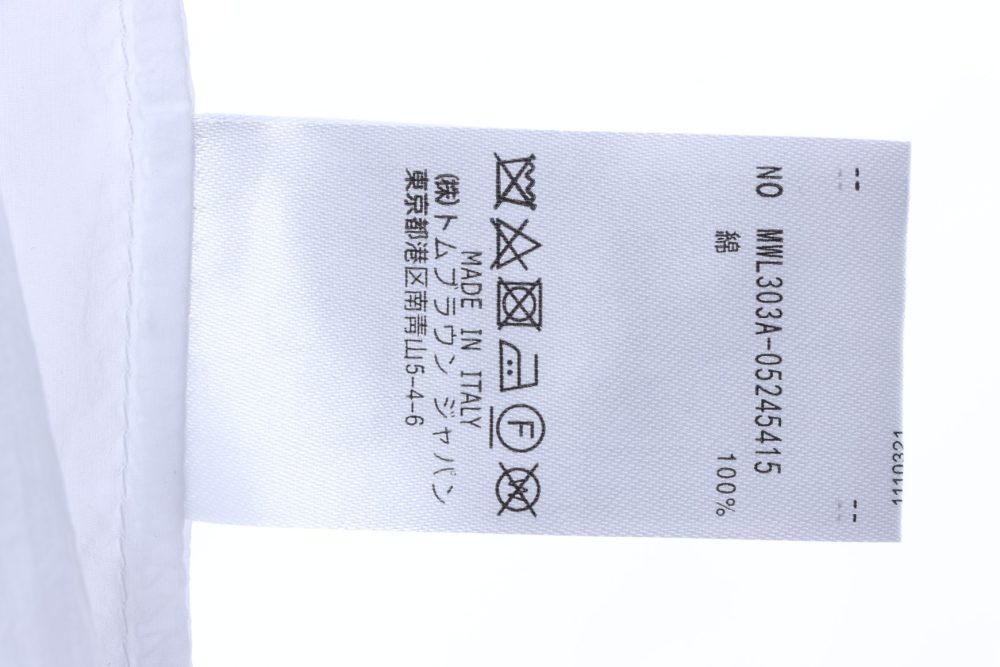 NO MWL303A-05245415
綿 100%
F
W
MADE IN ITALY
(株)トムブラウン ジャパン
東京都港区南青山5-4-6